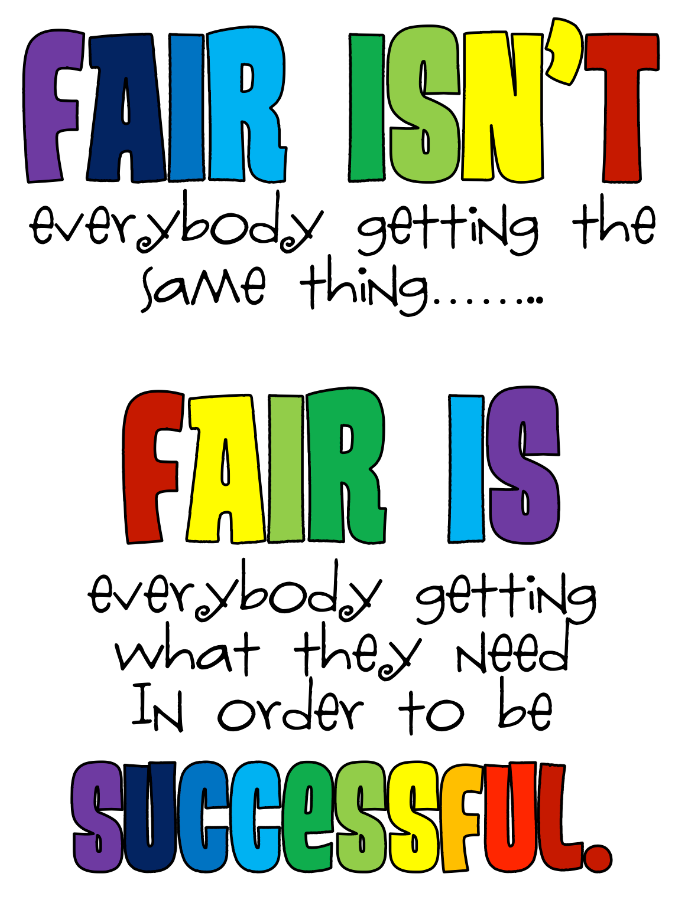 FAIR ISN'T
everybody getting the
same thing……..
FAIR IS
everybody getting
what they Need
IN order to be
SUCCeSSFUL.